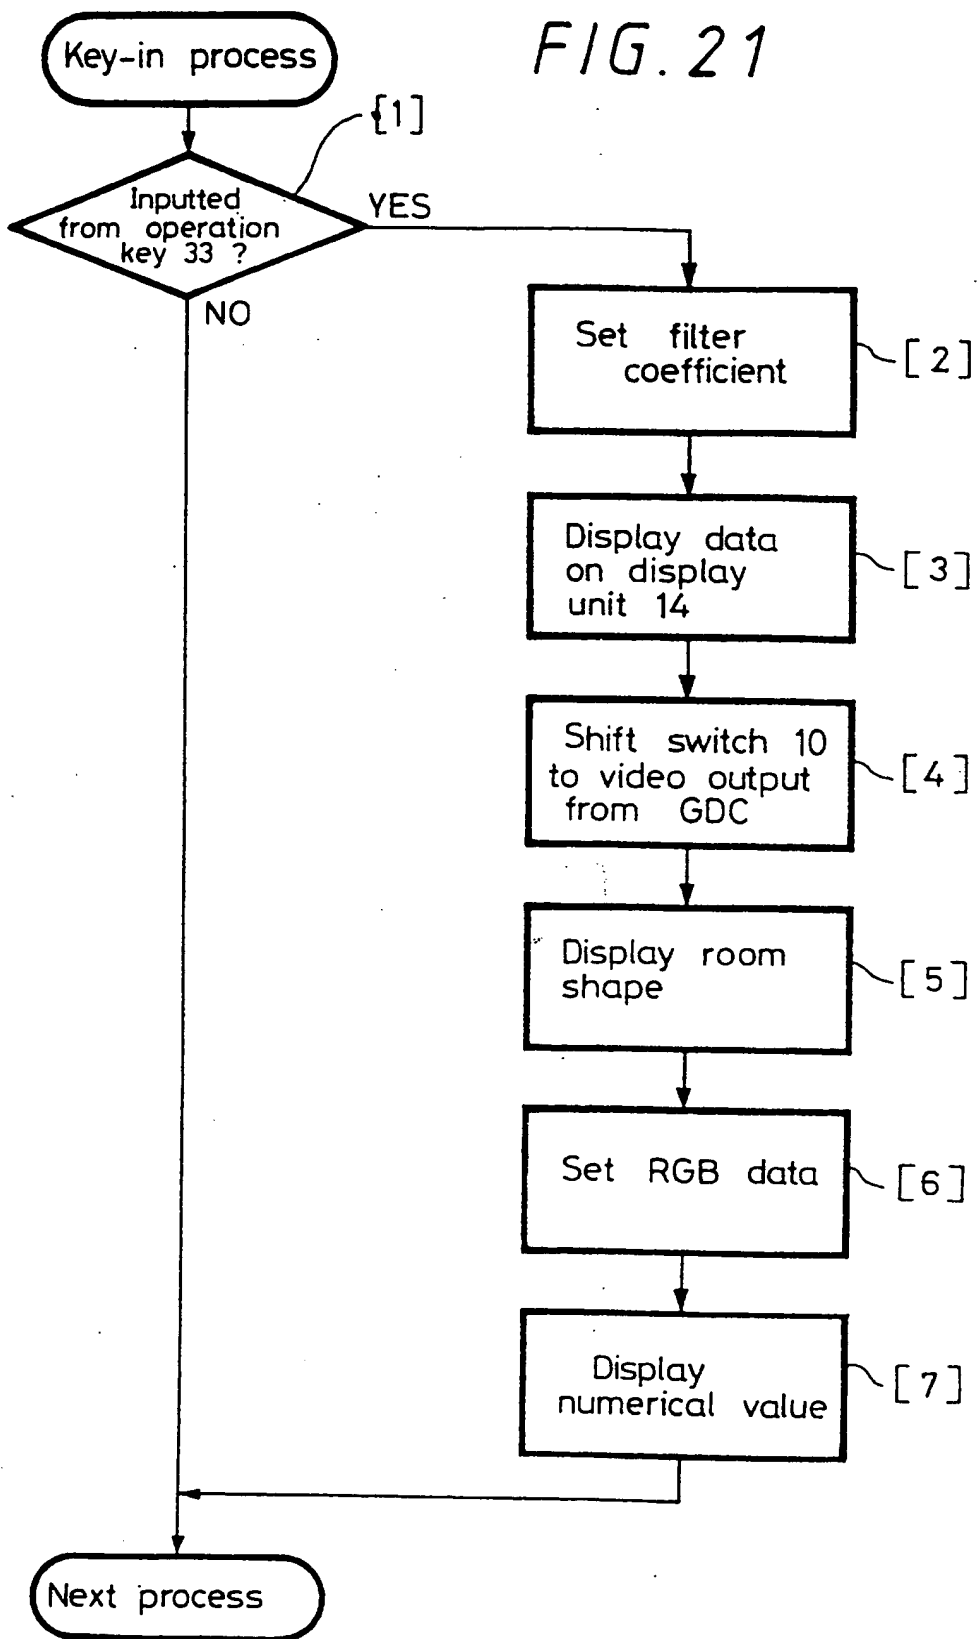 FIG. 21
Key-in process
[1]
Inputted
from operation
key 33 ?
YES
NO
Set filter
coefficient
[2]
Display data
on display
unit 14
[3]
Shift switch 10
to video output
from GDC
[4]
Display room
shape
[5]
Set RGB data
[6]
Display
numerical value
[7]
Next process